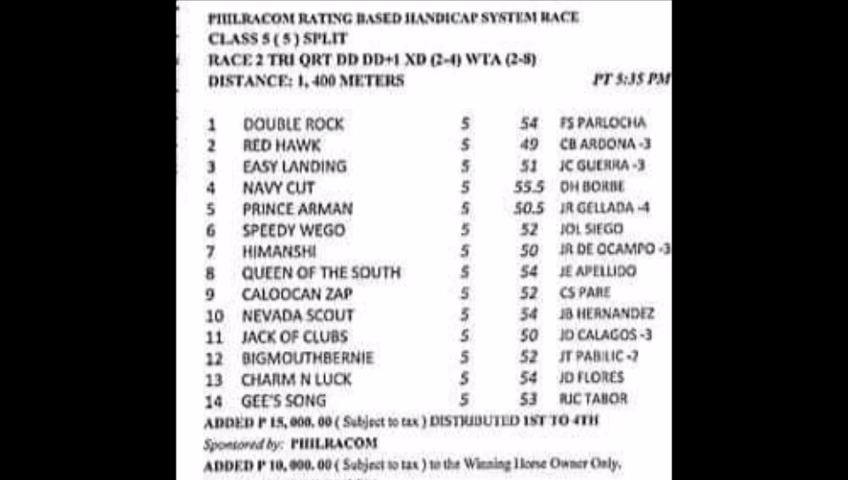 PHILRACOM RATING BASED HANDICAP SYSTEM RACE
CLASS 5 ( 5 ) SPLIT
RACE 2 TRI QRT DD DD+1 XD (2-4) WTA (2-8)
DISTANCE: 1, 400 METERS PT 5:35 PM
1 DOUBLE ROCK 5 54 FS PARLOCHA
2 RED HAWK 5 49 CB ARDONA -3
3 EASY LANDING 5 51 JC GUERRA -3
4 NAVY CUT 5 55.5 DH BORBE
5 PRINCE ARMAN 5 50.5 JR GELLADA -4
6 SPEEDY WEGO 5 52 JOL SIEGO
7 HIMANSHI 5 50 JR DE OCAMPO -3
8 QUEEN OF THE SOUTH 5 54 JE APELLIDO
9 CALOOCAN ZAP 5 52 CS PARE
10 NEVADA SCOUT 5 54 JB HERNANDEZ
11 JACK OF CLUBS 5 50 JD CALAGOS -3
12 BIGMOUTHBERNIE 5 52 JT PABILIC -2
13 CHARM N LUCK 5 54 JD FLORES
14 GEE'S SONG 5 53 RJC TABOR
ADDED P 15, 000. 00 ( Subject to tax ) DISTRIBUTED 1ST TO 4TH
Sponsored by: PHILRACOM
ADDED P 10, 000. 00 ( Subject to tax ) to the Winning Horse Owner Only.